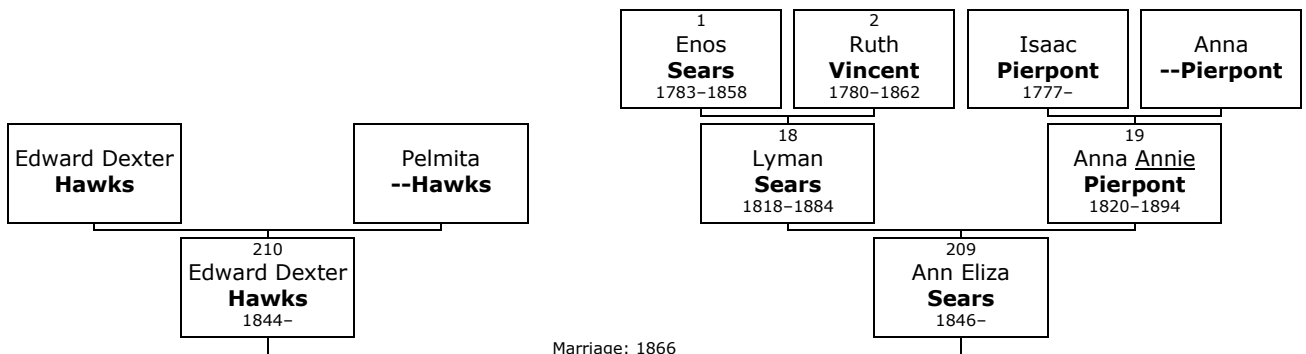 1
Enos
Sears
1783–1858
2
Ruth
Vincent
1780–1862
Isaac
Pierpont
1777–
Anna
--Pierpont
Edward Dexter
Hawks
Pelmita
--Hawks
18
Lyman
Sears
1818–1884
19
Anna Annie
Pierpont
1820–1894
210
Edward Dexter
Hawks
1844–
209
Ann Eliza
Sears
1846–
Marriage: 1866